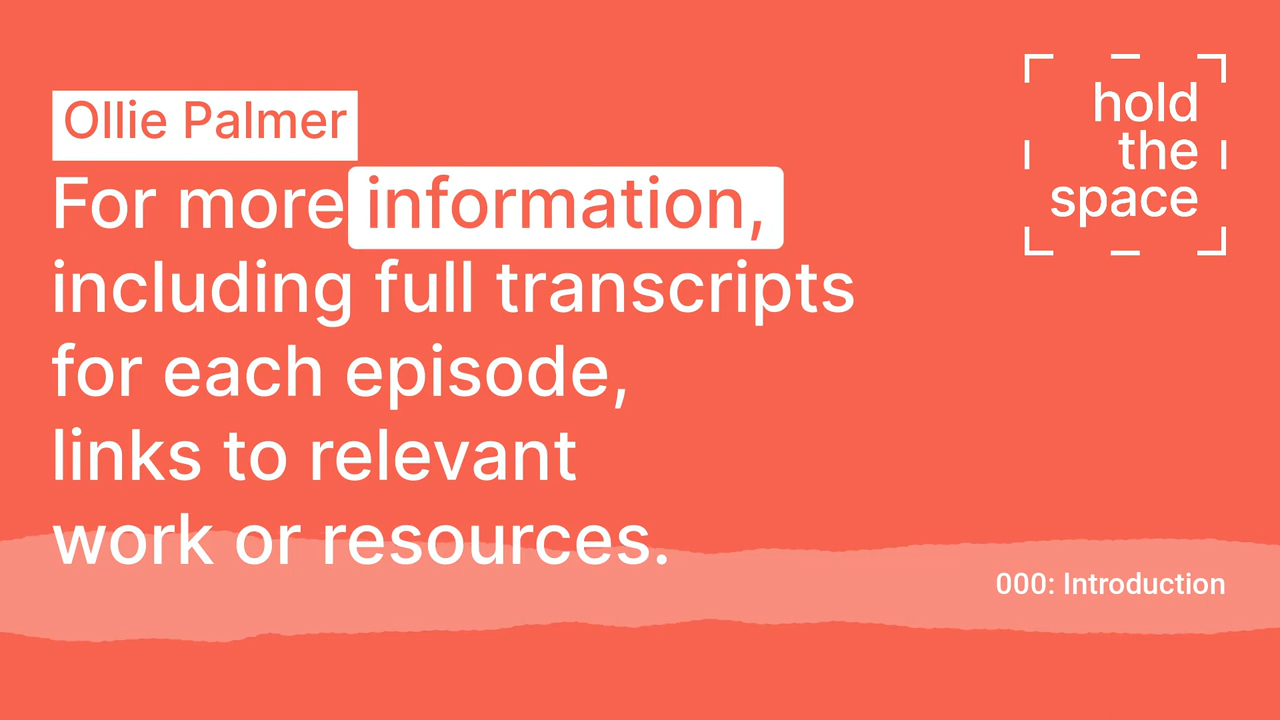 Ollie Palmer
For more information,
including full transcripts
for each episode,
links to relevant
work or resources.
hold
the
space
000: Introduction